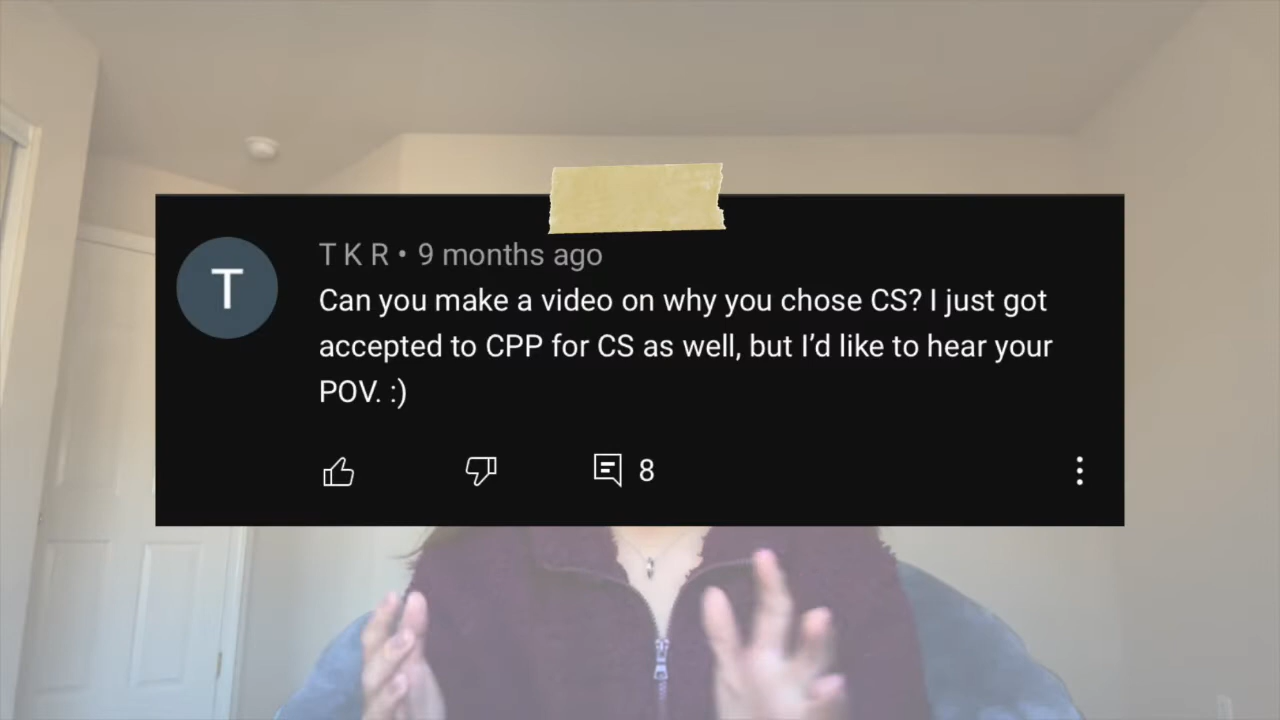 T
T K R • 9 months ago
Can you make a video on why you chose CS? I just got
accepted to CPP for CS as well, but I’d like to hear your
POV. :)
8